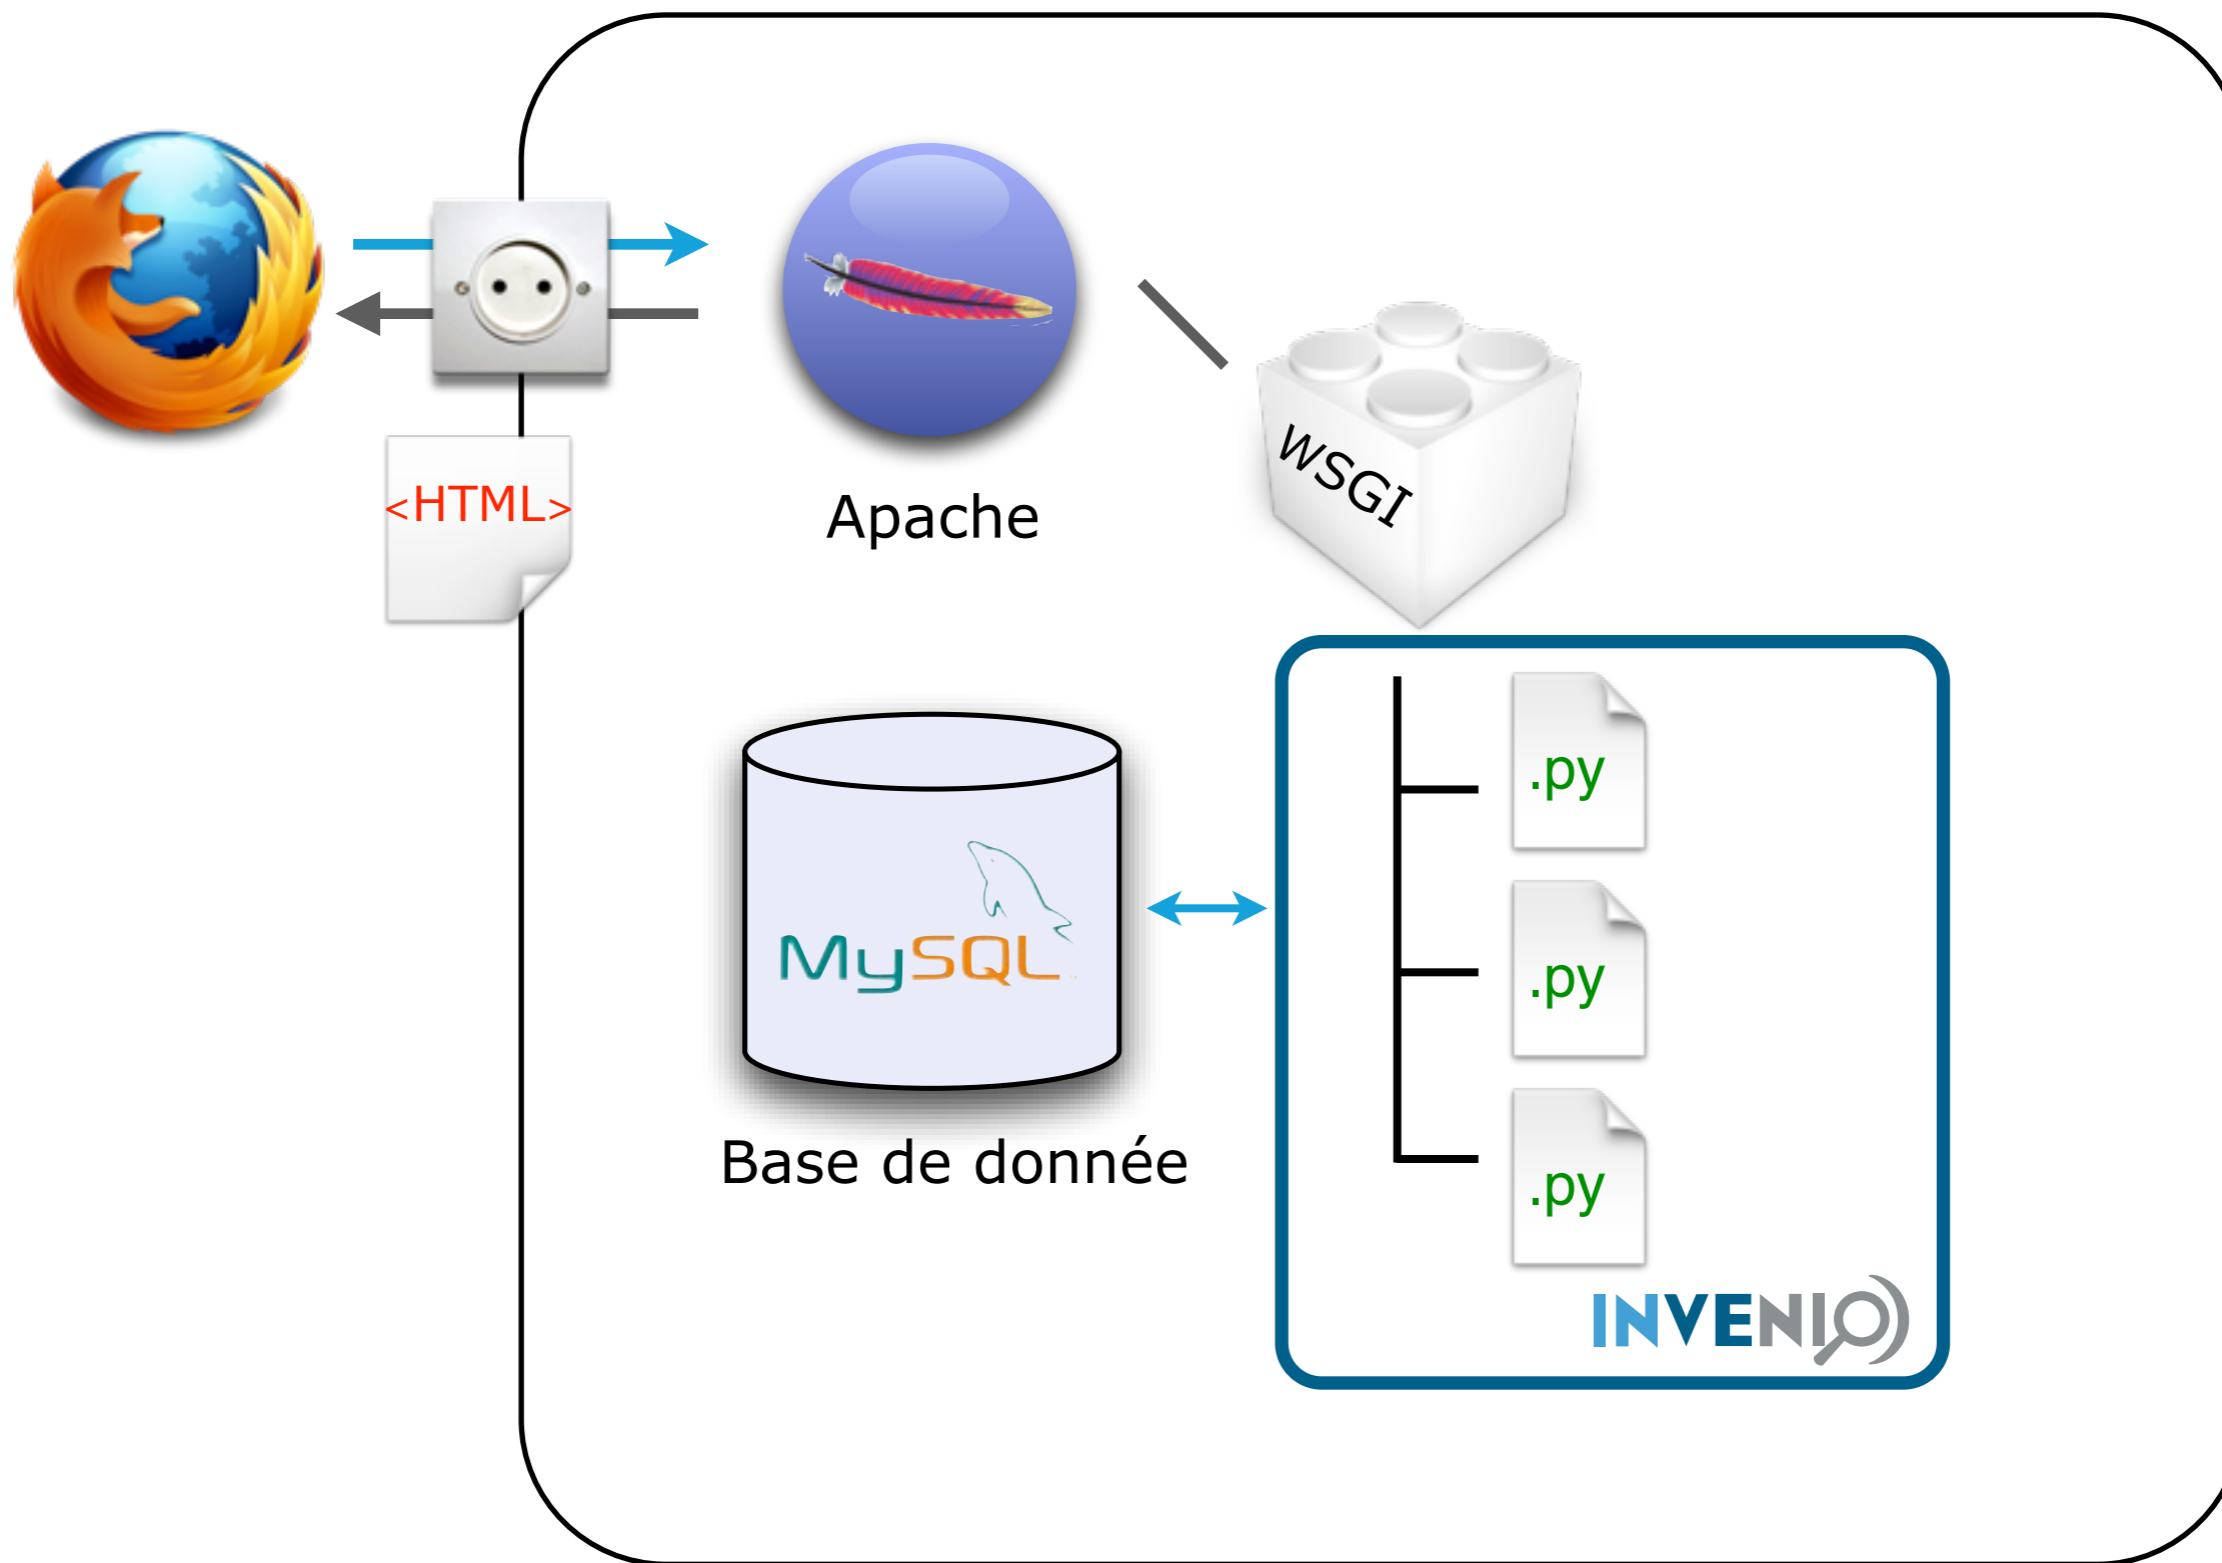 <HTML>
Apache
WSGI
MySQL
Base de donnée
.py
.py
.py
INVENIO